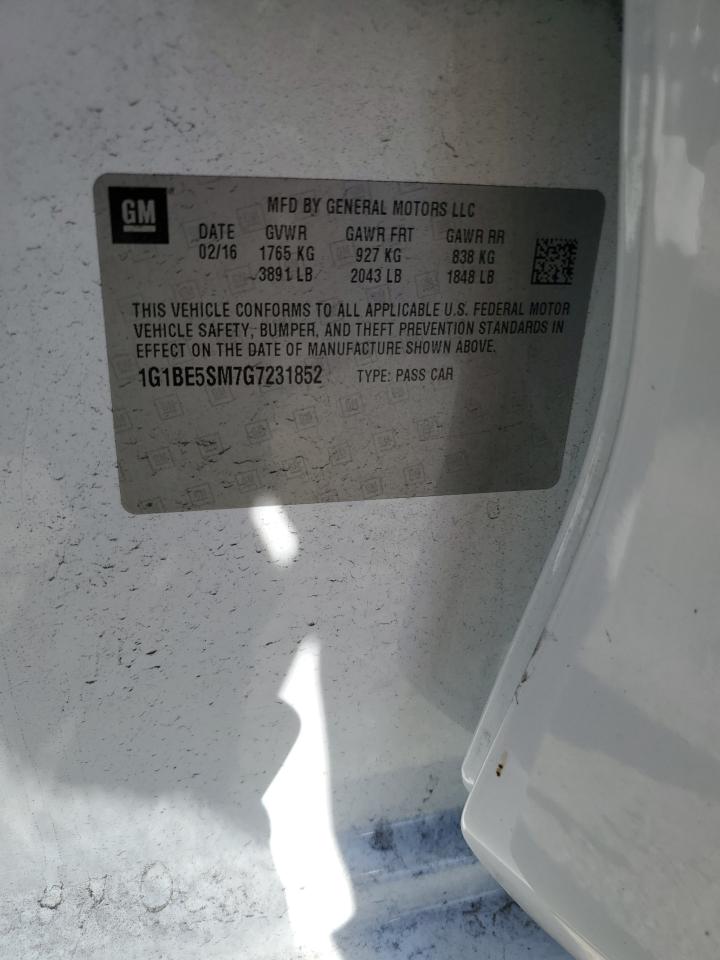 GM
MFD BY GENERAL MOTORS LLC
DATE GVWR GAWR FRT GAWR RR
02/16 1765 KG 927 KG 838 KG
3891 LB 2043 LB 1848 LB
THIS VEHICLE CONFORMS TO ALL APPLICABLE U.S. FEDERAL MOTOR
VEHICLE SAFETY, BUMPER, AND THEFT PREVENTION STANDARDS IN
EFFECT ON THE DATE OF MANUFACTURE SHOWN ABOVE.
1G1BE5SM7G7231852 TYPE: PASS CAR